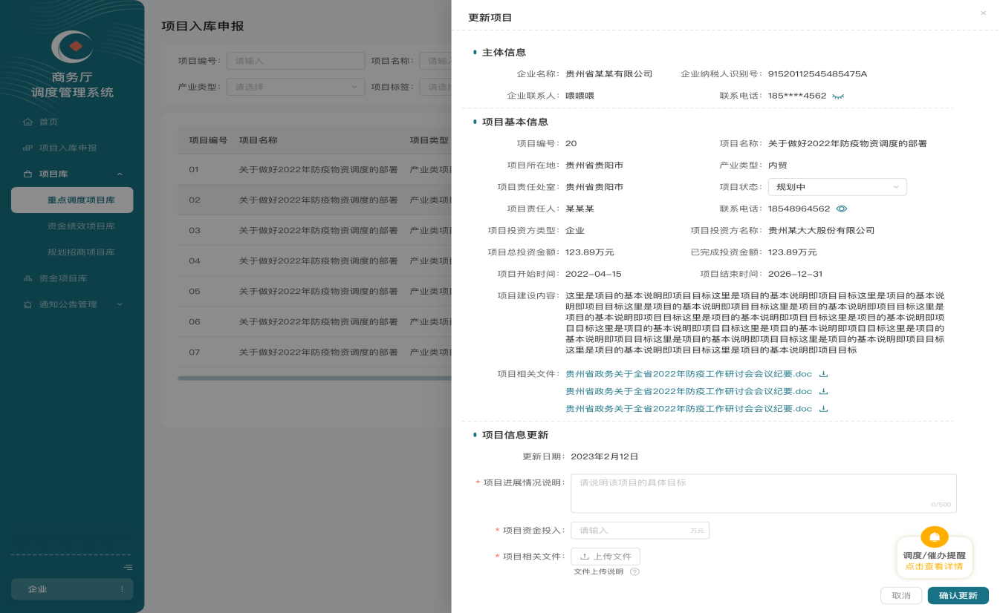 商务厅
调度管理系统
首页
项目入库申报
项目库
重点调度项目库
资金绩效项目库
规划招商项目库
资金项目库
通知公告管理
企业
项目入库申报
项目编号: 请输入 项目名称: 请输
产业类型: 请选择 项目标签:
项目编号 项目名称 项目类型
01 关于做好2022年防疫物资调度的部署 产业类项
02 关于做好2022年防疫物资调度的部署 产业类项
03 关于做好2022年防疫物资调度的部署 产业类项
04 关于做好2022年防疫物资调度的部署 产业类项
05 关于做好2022年防疫物资调度的部署 产业类项
06 关于做好2022年防疫物资调度的部署 产业类项
07 关于做好2022年防疫物资调度的部署 产业类项
更新项目
主体信息
企业名称: 贵州省某某有限公司 企业纳税人识别号: 91520112545485475A
企业联系人: 喂喂喂 联系电话: 185****4562
项目基本信息
项目编号: 20 项目名称: 关于做好2022年防疫物资调度的部署
项目所在地: 贵州省贵阳市 产业类型: 内贸
项目责任处室: 贵州省贵阳市 项目状态: 规划中
项目责任人: 某某某 联系电话: 18548964562
项目投资方类型: 企业 项目投资方名称: 贵州某大大股份有限公司
项目总投资金额: 123.89万元 已完成投资金额: 123.89万元
项目开始时间: 2022-04-15 项目结束时间: 2026-12-31
项目建设内容: 这里是项目的基本说明即项目目标这里是项目的基本说明即项目目标这里是项目的基本说
明即项目目标这里是项目的基本说明即项目目标这里是项目的基本说明即项目目标这里是
项目的基本说明即项目目标这里是项目的基本说明即项目目标这里是项目的基本说明即项
目目标这里是项目的基本说明即项目目标这里是项目的基本说明即项目目标这里是项目的
基本说明即项目目标这里是项目的基本说明即项目目标这里是项目的基本说明即项目目标
这里是项目的基本说明即项目目标这里是项目的基本说明即项目目标
项目相关文件: 贵州省政务关于全省2022年防疫工作研讨会会议纪要.doc
贵州省政务关于全省2022年防疫工作研讨会会议纪要.doc
贵州省政务关于全省2022年防疫工作研讨会会议纪要.doc
项目信息更新
更新日期: 2023年2月12日
* 项目进展情况说明: 请说明该项目的具体目标
0/500
* 项目资金投入: 请输入 万元
* 项目相关文件: 上传文件
文件上传说明
调度/催办提醒
点击查看详情
取消 确认更新